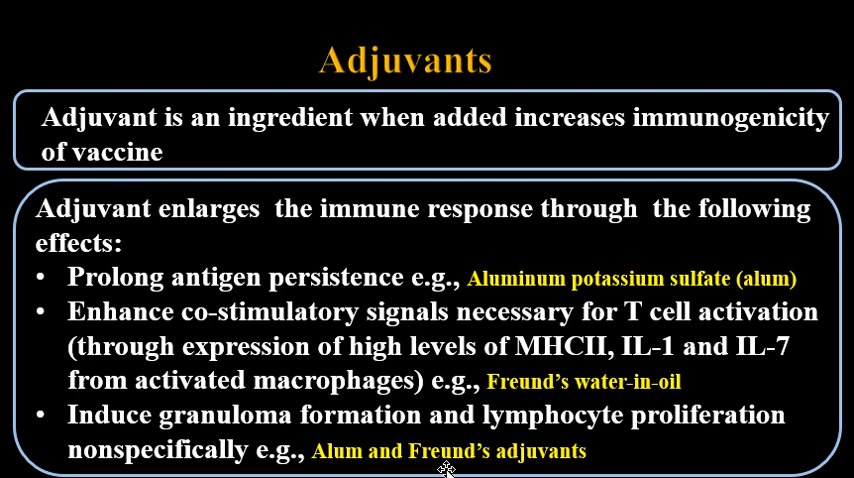 Adjuvants
Adjuvant is an ingredient when added increases immunogenicity
of vaccine
Adjuvant enlarges  the immune response through  the following
effects:
• Prolong antigen persistence e.g., Aluminum potassium sulfate (alum)
• Enhance co-stimulatory signals necessary for T cell activation
(through expression of high levels of MHCII, IL-1 and IL-7
from activated macrophages) e.g., Freund’s water-in-oil
• Induce granuloma formation and lymphocyte proliferation
nonspecifically e.g., Alum and Freund’s adjuvants